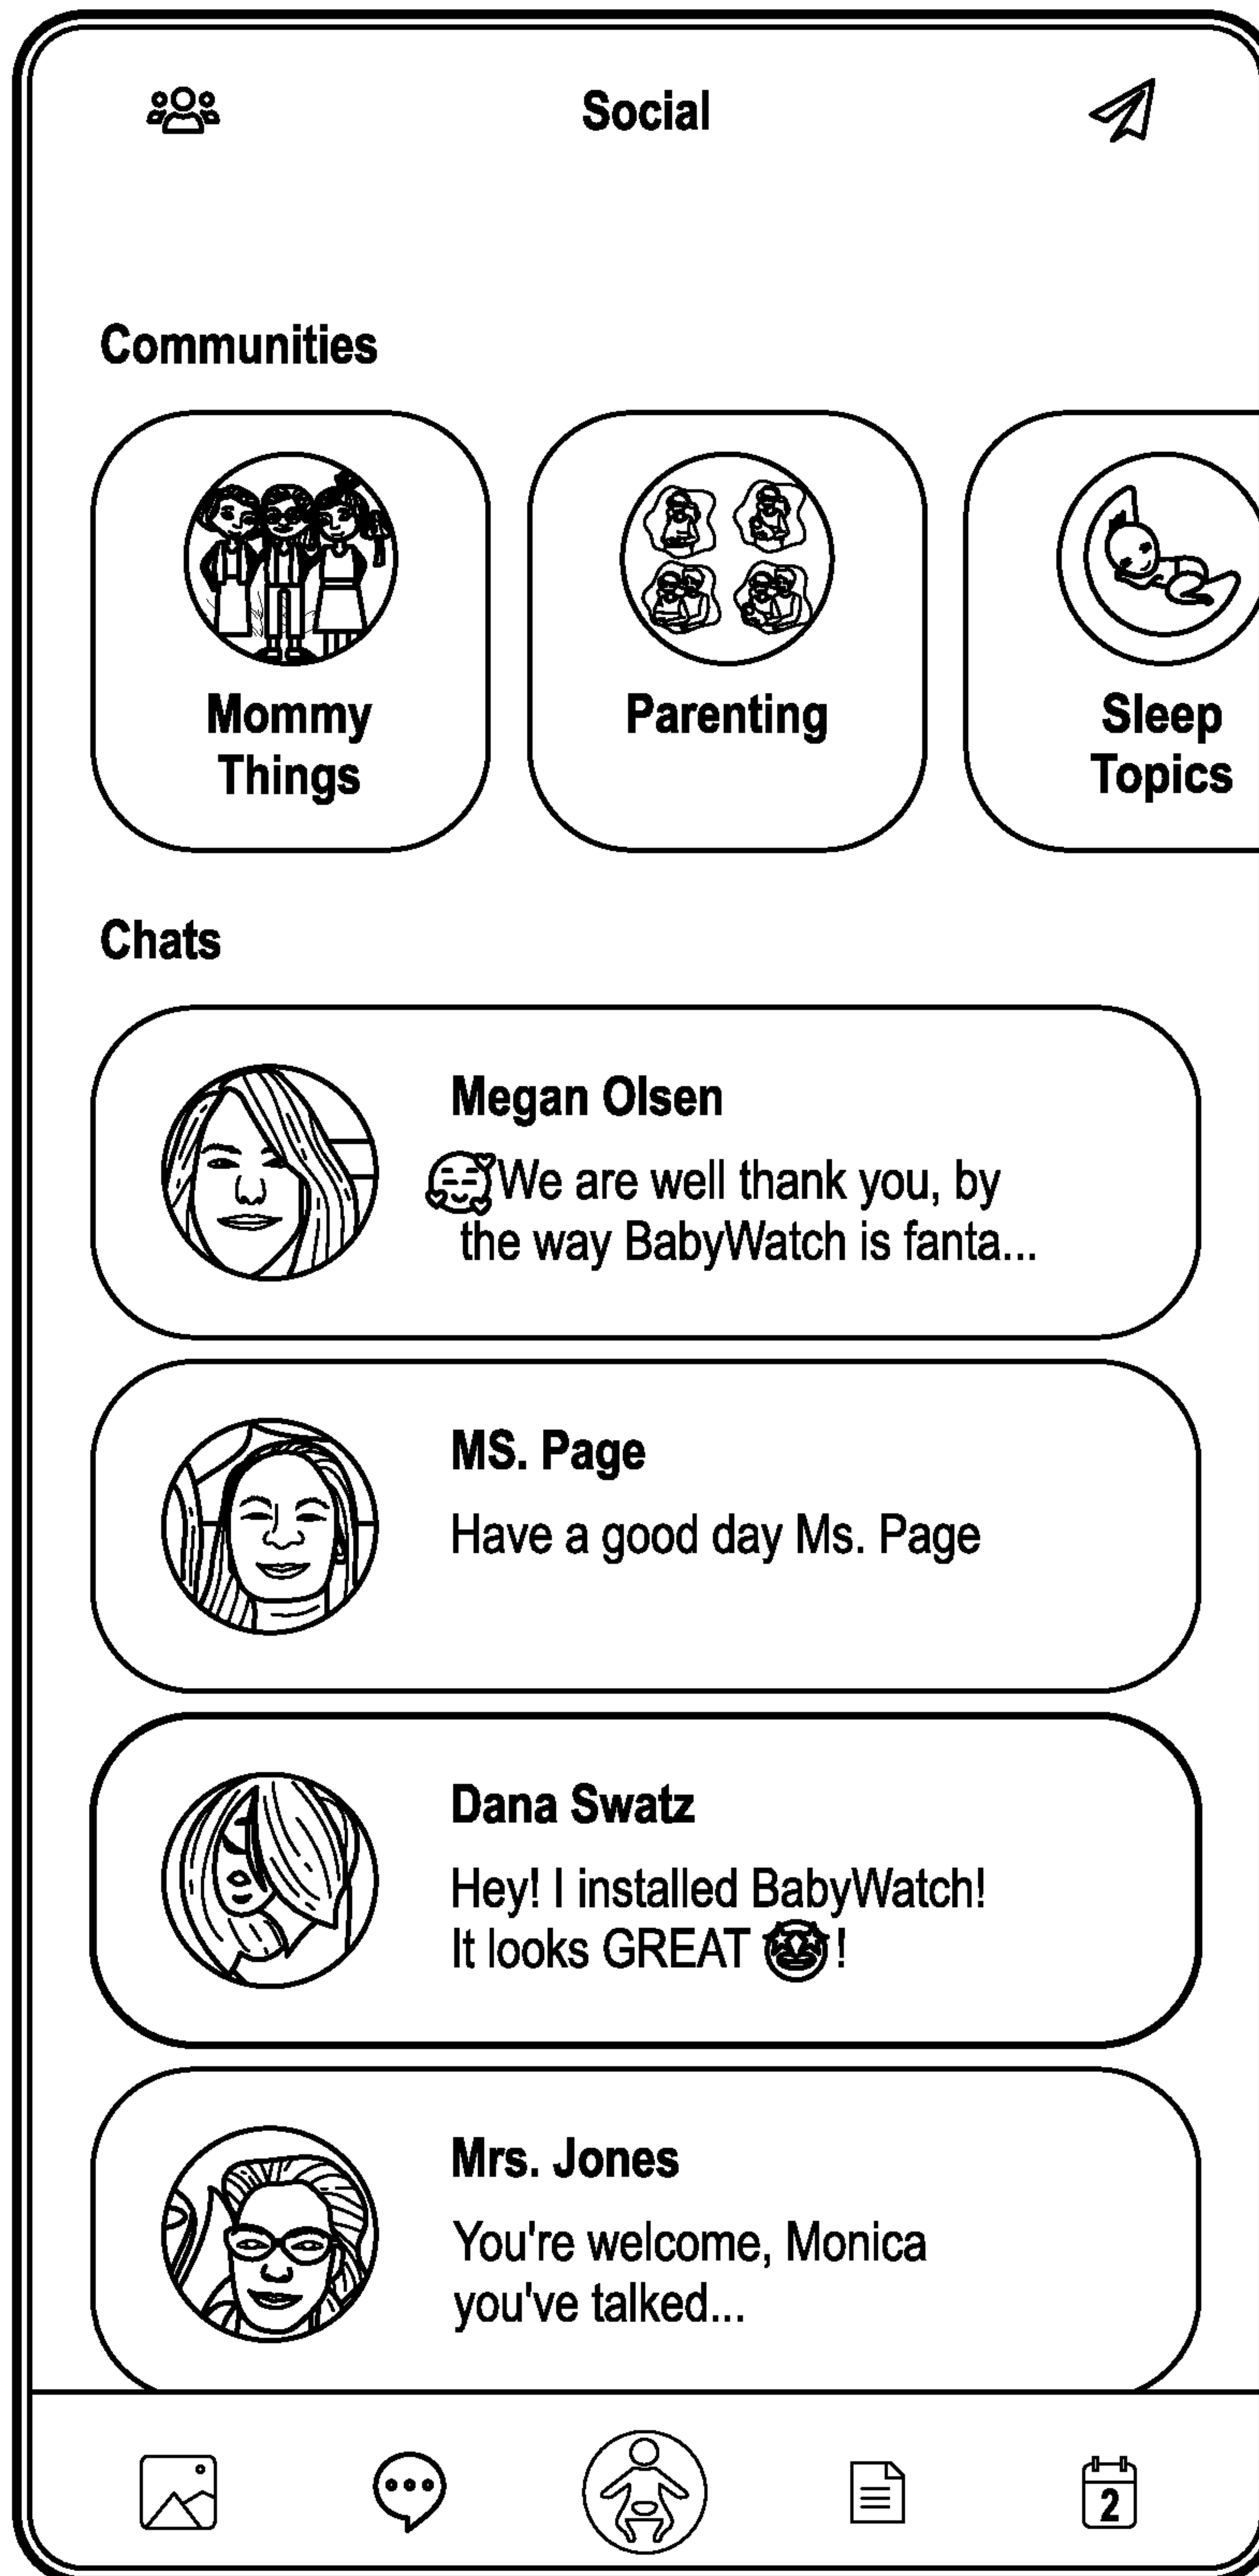 Social
Communities
Mommy
Things
Parenting
Sleep
Topics
Chats
Megan Olsen
🥰We are well thank you, by
the way BabyWatch is fanta...
MS. Page
Have a good day Ms. Page
Dana Swatz
Hey! I installed BabyWatch!
It looks GREAT 🤩!
Mrs. Jones
You're welcome, Monica
you've talked...
2